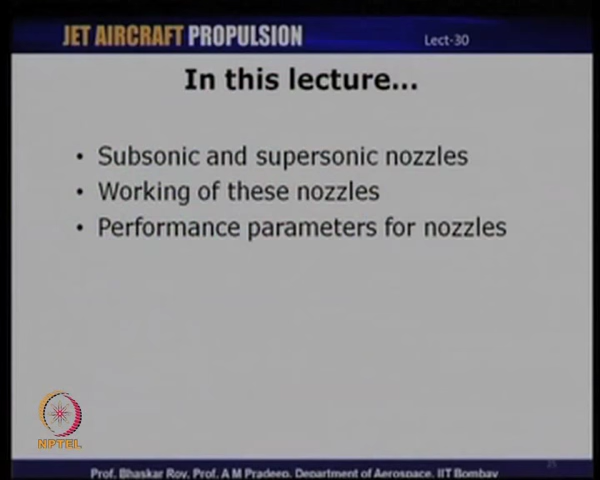 JET AIRCRAFT PROPULSION Lect-30
In this lecture...
• Subsonic and supersonic nozzles
• Working of these nozzles
• Performance parameters for nozzles
NPTEL
Prof. Bhaskar Roy, Prof. A M Pradeep, Department of Aerospace, IIT Bombay